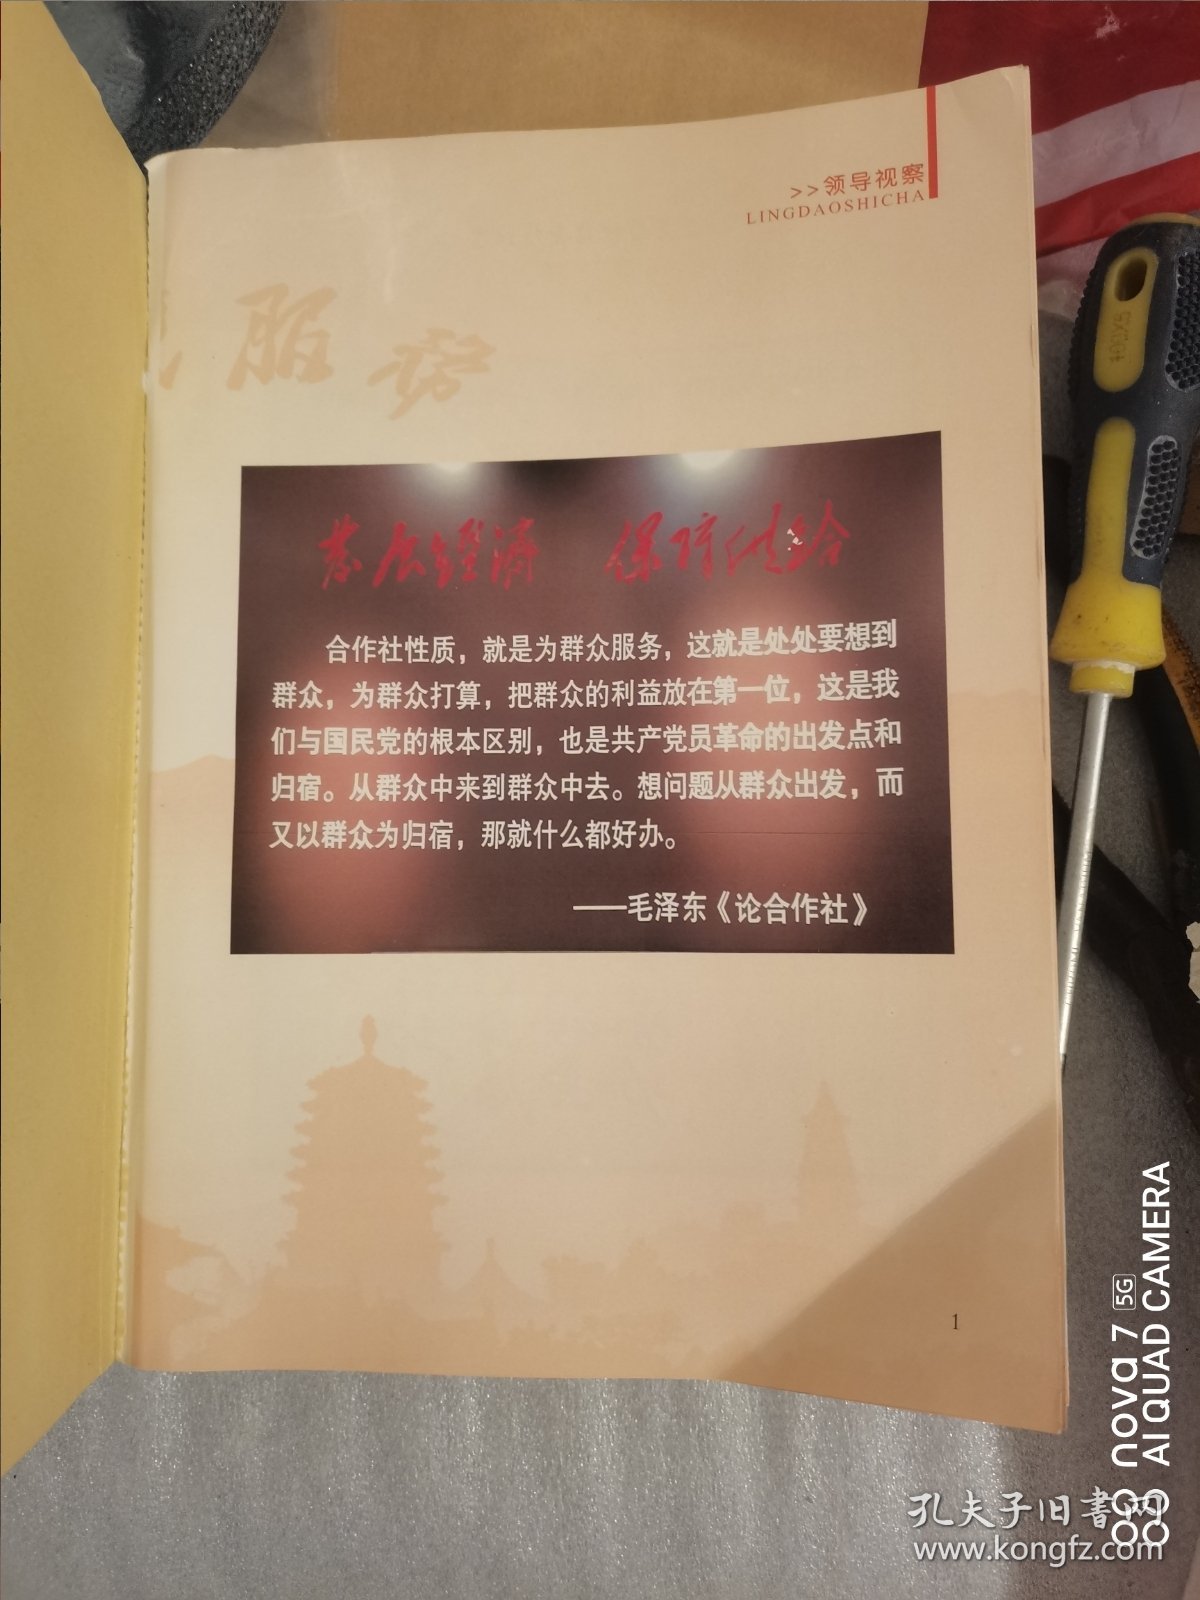 >>领导视察
LINGDAOSHICHA
服务
发展经济 保障供给
合作社性质，就是为群众服务，这就是处处要想到
群众，为群众打算，把群众的利益放在第一位，这是我
们与国民党的根本区别，也是共产党员革命的出发点和
归宿。从群众中来到群众中去。想问题从群众出发，而
又以群众为归宿，那就什么都好办。
——毛泽东《论合作社》
1
nova 7 5G
AI QUAD CAMERA
孔夫子旧书网
www.kongfz.com